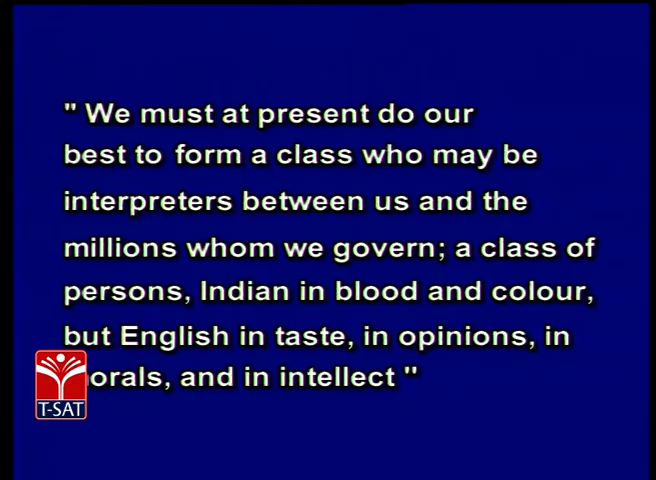 " We must at present do our
best to form a class who may be
interpreters between us and the
millions whom we govern; a class of
persons, Indian in blood and colour,
but English in taste, in opinions, in
morals, and in intellect "
T-SAT